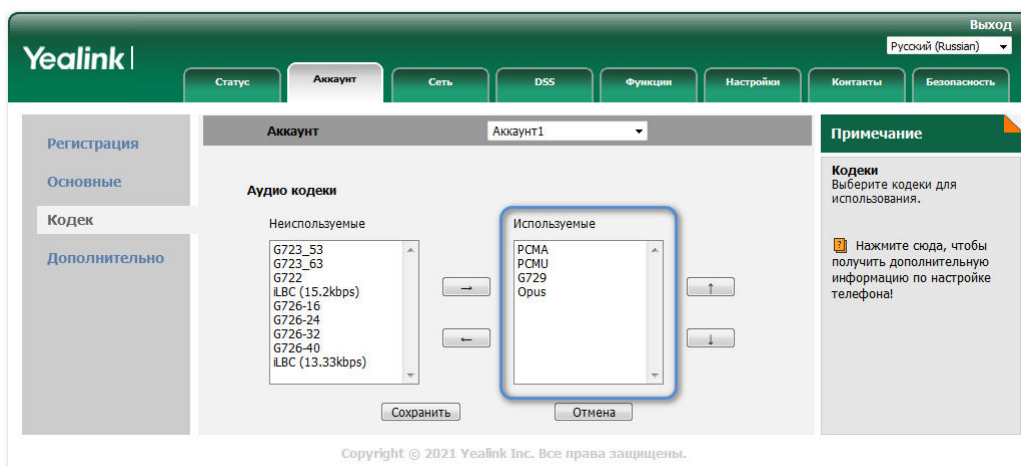 Выход
Yealink
Русский (Russian)
Статус
Аккаунт
Сеть
DSS
Функции
Настройки
Контакты
Безопасность
Регистрация
Основные
Кодек
Дополнительно
Аккаунт
Аккаунт1
Аудио кодеки
Неиспользуемые
G723_53
G723_63
G722
iLBC (15.2kbps)
G726-16
G726-24
G726-32
G726-40
iLBC (13.33kbps)
→
←
Используемые
PCMA
PCMU
G729
Opus
↑
↓
Сохранить
Отмена
Примечание
Кодеки
Выберите кодеки для
использования.
Нажмите сюда, чтобы
получить дополнительную
информацию по настройке
телефона!
Copyright © 2021 Yealink Inc. Все права защищены.